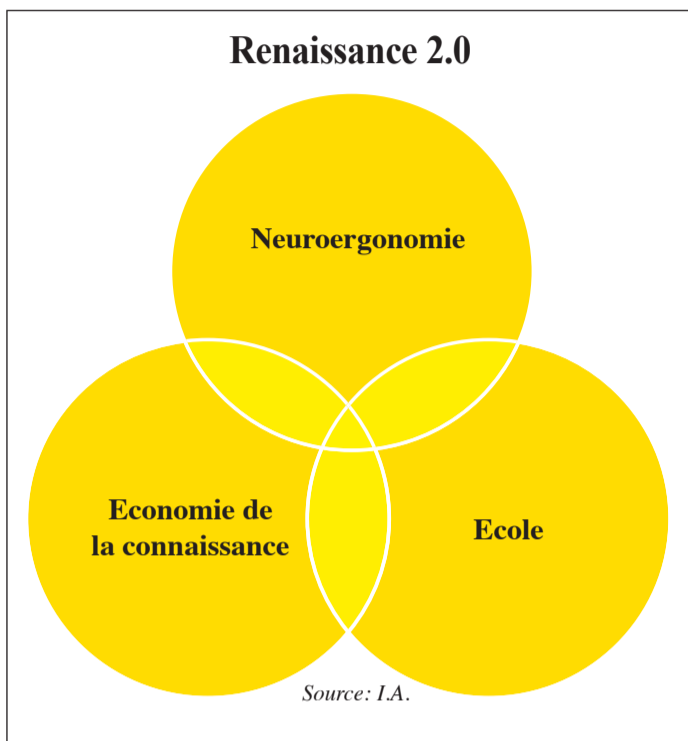 Renaissance 2.0
Neuroergonomie
Economie de
la connaissance
Ecole
Source: I.A.